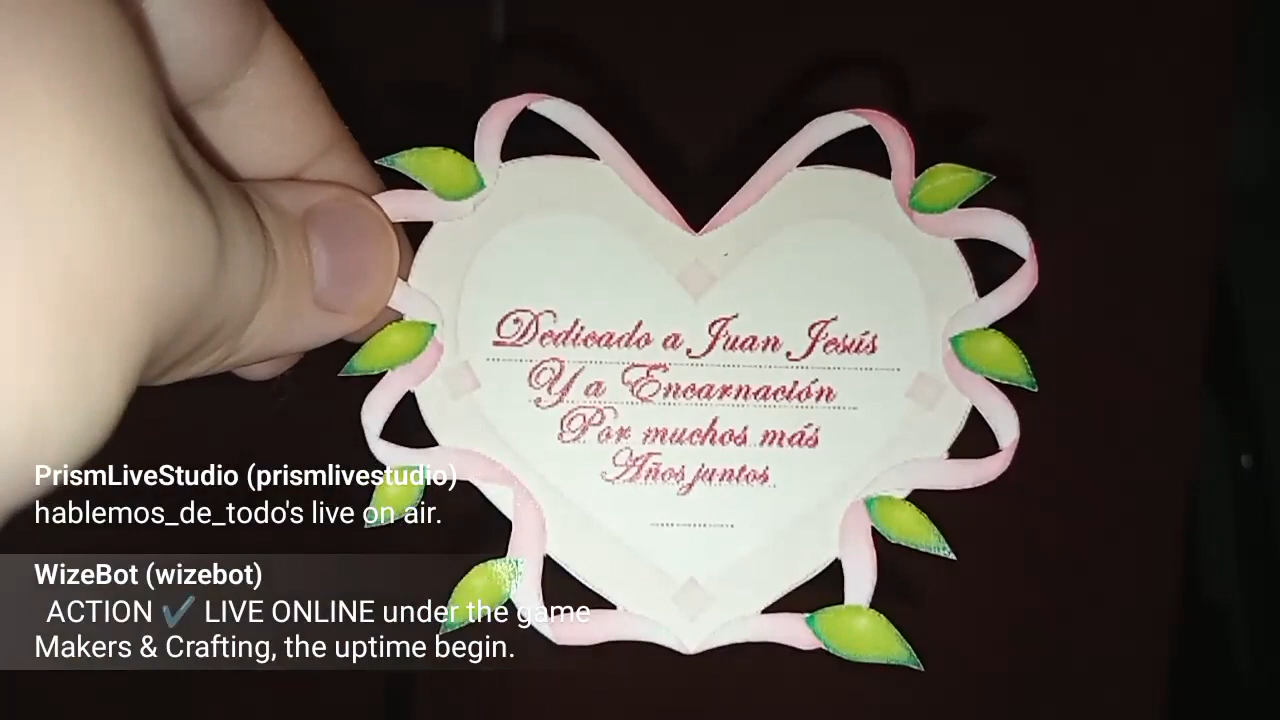 Dedicado a Juan Jesús
Y a Encarnación
Por muchos más
Años juntos
PrismLiveStudio (prismlivestudio)
hablemos_de_todo's live on air.
WizeBot (wizebot)
ACTION ✔ LIVE ONLINE under the game
Makers & Crafting, the uptime begin.